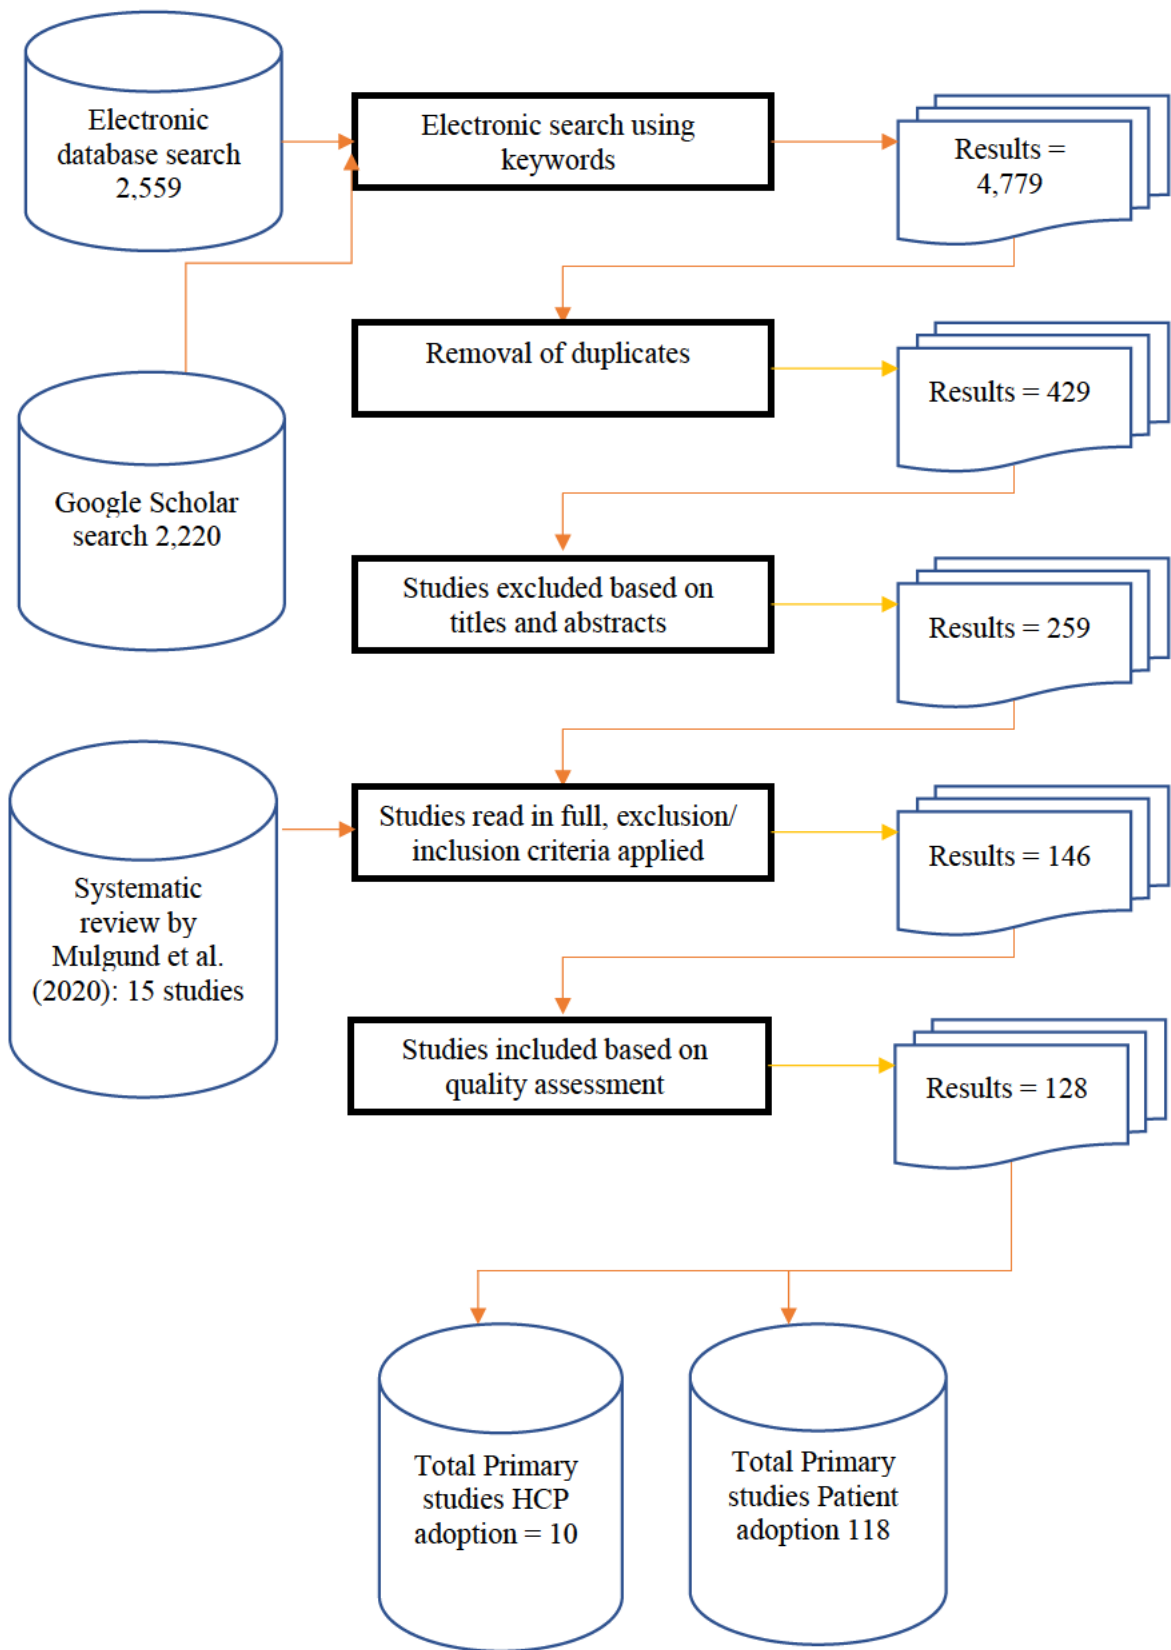 Electronic
database search
2,559
Electronic search using
keywords
Results =
4,779
Removal of duplicates
Results = 429
Google Scholar
search 2,220
Studies excluded based on
titles and abstracts
Results = 259
Systematic
review by
Mulgund et al.
(2020): 15 studies
Studies read in full, exclusion/
inclusion criteria applied
Results = 146
Studies included based on
quality assessment
Results = 128
Total Primary
studies HCP
adoption = 10
Total Primary
studies Patient
adoption 118